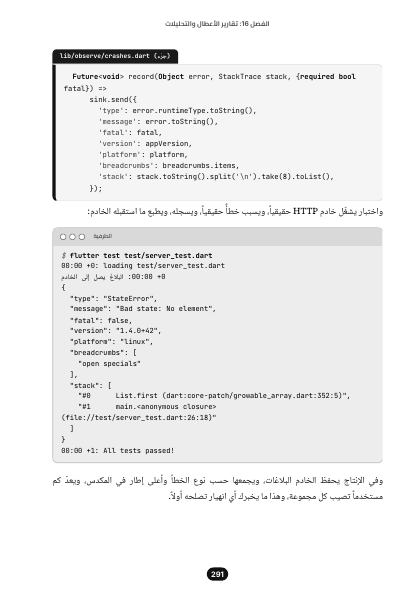 الفصل 16: تقارير الأعطال والتحليلات
lib/observe/crashes.dart (جزء)
Future<void> record(Object error, StackTrace stack, {required bool
fatal}) =>
sink.send({
'type': error.runtimeType.toString(),
'message': error.toString(),
'fatal': fatal,
'version': appVersion,
'platform': platform,
'breadcrumbs': breadcrumbs.items,
'stack': stack.toString().split('\n').take(8).toList(),
});
واختبار يشغّل خادم HTTP حقيقياً، ويسبب خطأً حقيقياً، ويسجله، ويطبع ما استقبله الخادم:
الطرفية
$ flutter test test/server_test.dart
00:00 +0: loading test/server_test.dart
00:00 +0: البلاغ يصل إلى الخادم
{
"type": "StateError",
"message": "Bad state: No element",
"fatal": false,
"version": "1.4.0+42",
"platform": "linux",
"breadcrumbs": [
"open specials"
],
"stack": [
"#0      List.first (dart:core-patch/growable_array.dart:352:5)",
"#1      main.<anonymous closure>
(file://test/server_test.dart:26:18)"
]
}
00:00 +1: All tests passed!
وفي الإنتاج يحفظ الخادم البلاغات، ويجمعها حسب نوع الخطأ وأعلى إطار في المكدس، ويعدّ كم
مستخدماً تصيب كل مجموعة، وهذا ما يخبرك أي انهيار تصلحه أولاً.
291